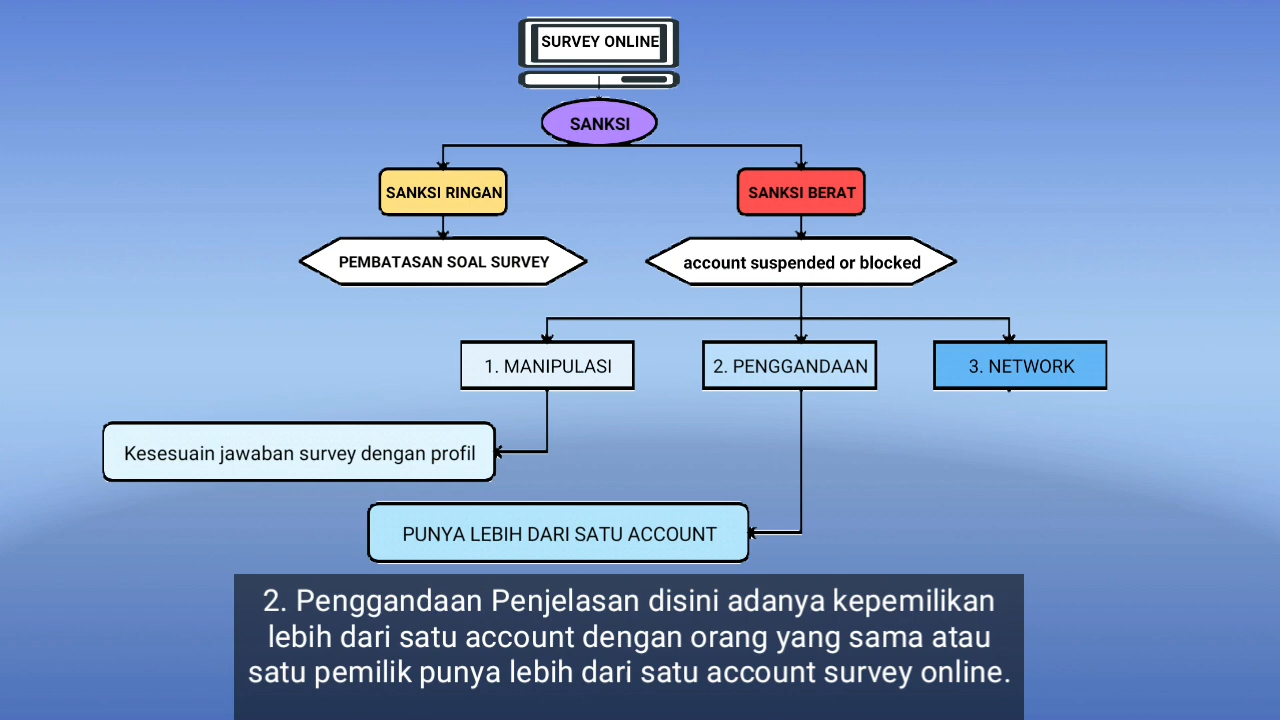 SURVEY ONLINE
SANKSI
SANKSI RINGAN
SANKSI BERAT
PEMBATASAN SOAL SURVEY
account suspended or blocked
1. MANIPULASI
2. PENGGANDAAN
3. NETWORK
Kesesuain jawaban survey dengan profil
PUNYA LEBIH DARI SATU ACCOUNT
2. Penggandaan Penjelasan disini adanya kepemilikan
lebih dari satu account dengan orang yang sama atau
satu pemilik punya lebih dari satu account survey online.